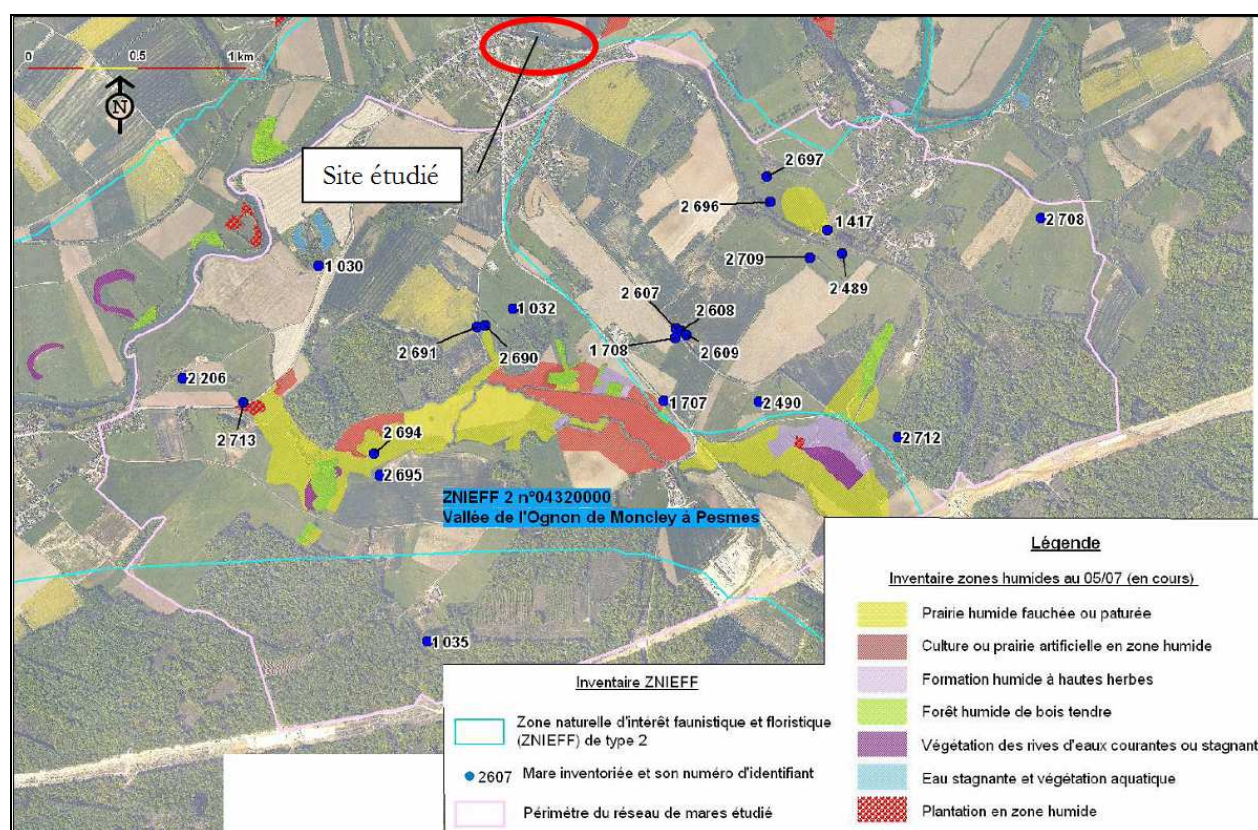 0 0.5 1 km
N
Site étudié
2 697
2 696
1 417
2 708
2 709
2 489
1 030
1 032
2 607
2 608
2 691
2 690
1 708
2 609
2 206
1 707
2 490
2 713
2 694
2 712
2 695
ZNIEFF 2 n°04320000
Vallée de l'Ognon de Moncley à Pesmes
1 035
Inventaire ZNIEFF
Zone naturelle d'intérêt faunistique et floristique
(ZNIEFF) de type 2
2607 Mare inventoriée et son numéro d'identifiant
Périmètre du réseau de mares étudié
Légende
Inventaire zones humides au 05/07 (en cours)
Prairie humide fauchée ou paturée
Culture ou prairie artificielle en zone humide
Formation humide à hautes herbes
Forêt humide de bois tendre
Végétation des rives d'eaux courantes ou stagnant
Eau stagnante et végétation aquatique
Plantation en zone humide